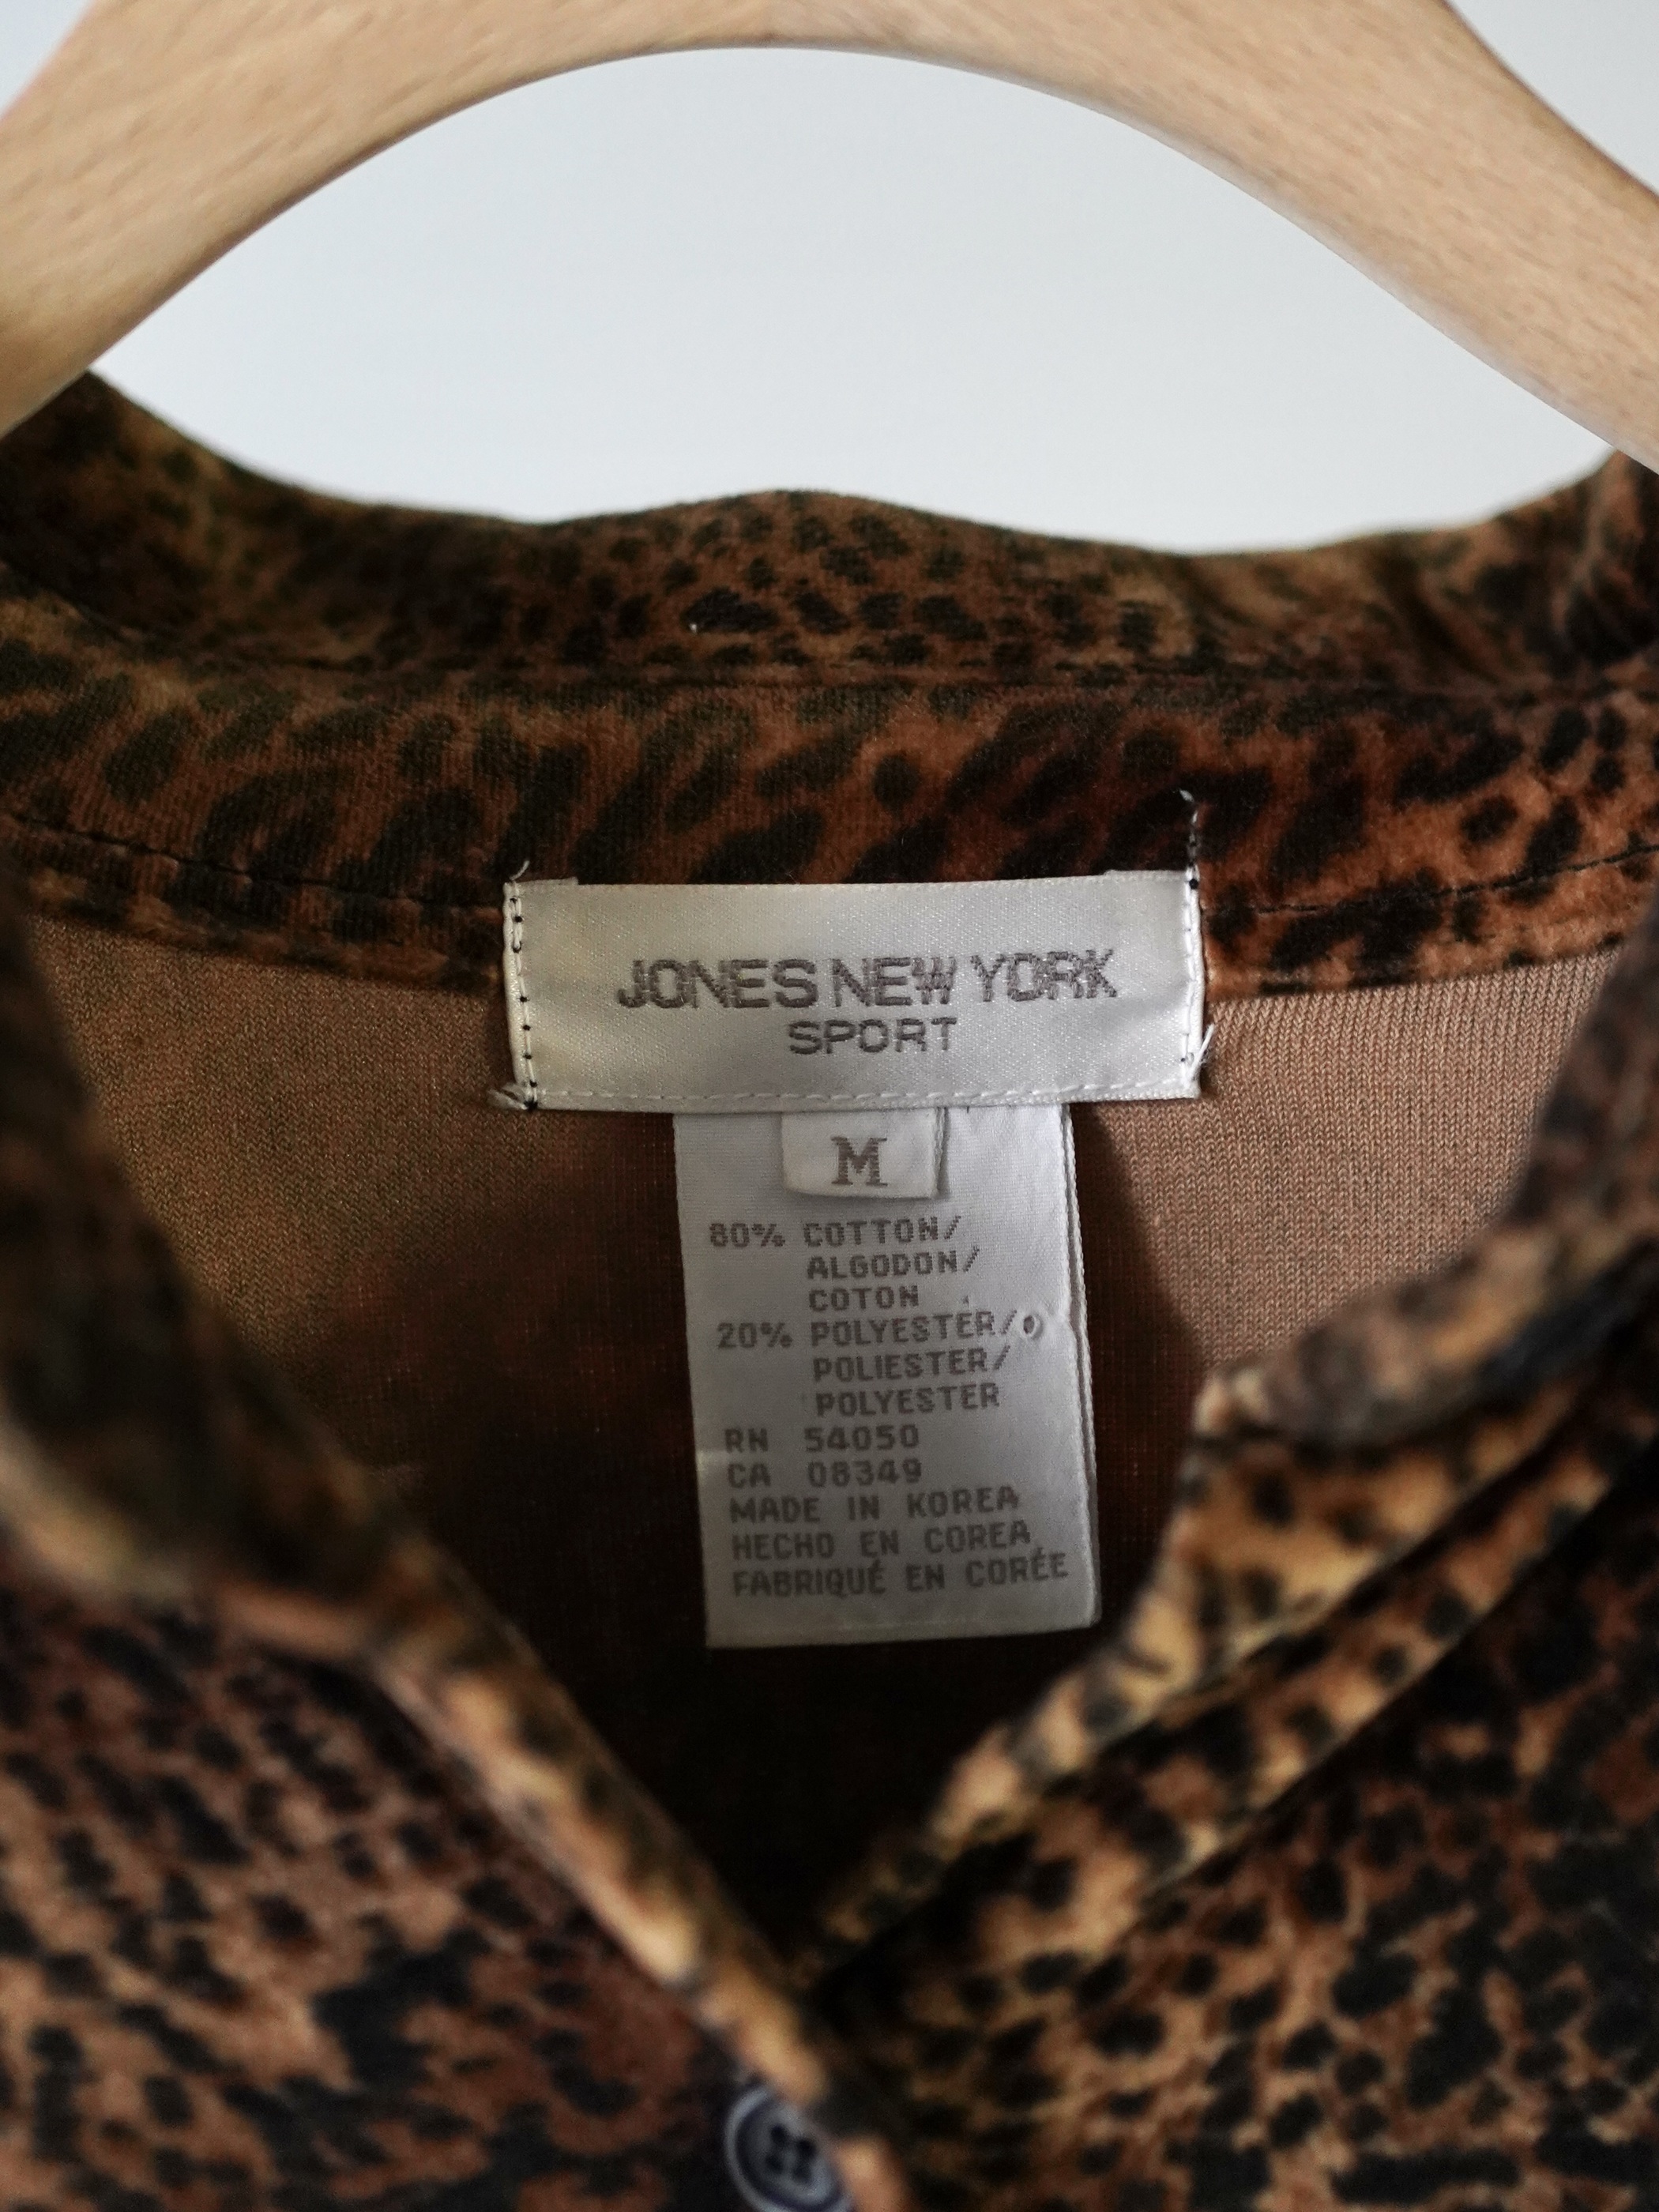 JONES NEW YORK
SPORT
M
80% COTTON/
ALGODON/
COTON
20% POLYESTER/
POLIESTER/
POLYESTER
RN 54050
CA 08349
MADE IN KOREA
HECHO EN COREA
FABRIQUÉ EN CORÉE